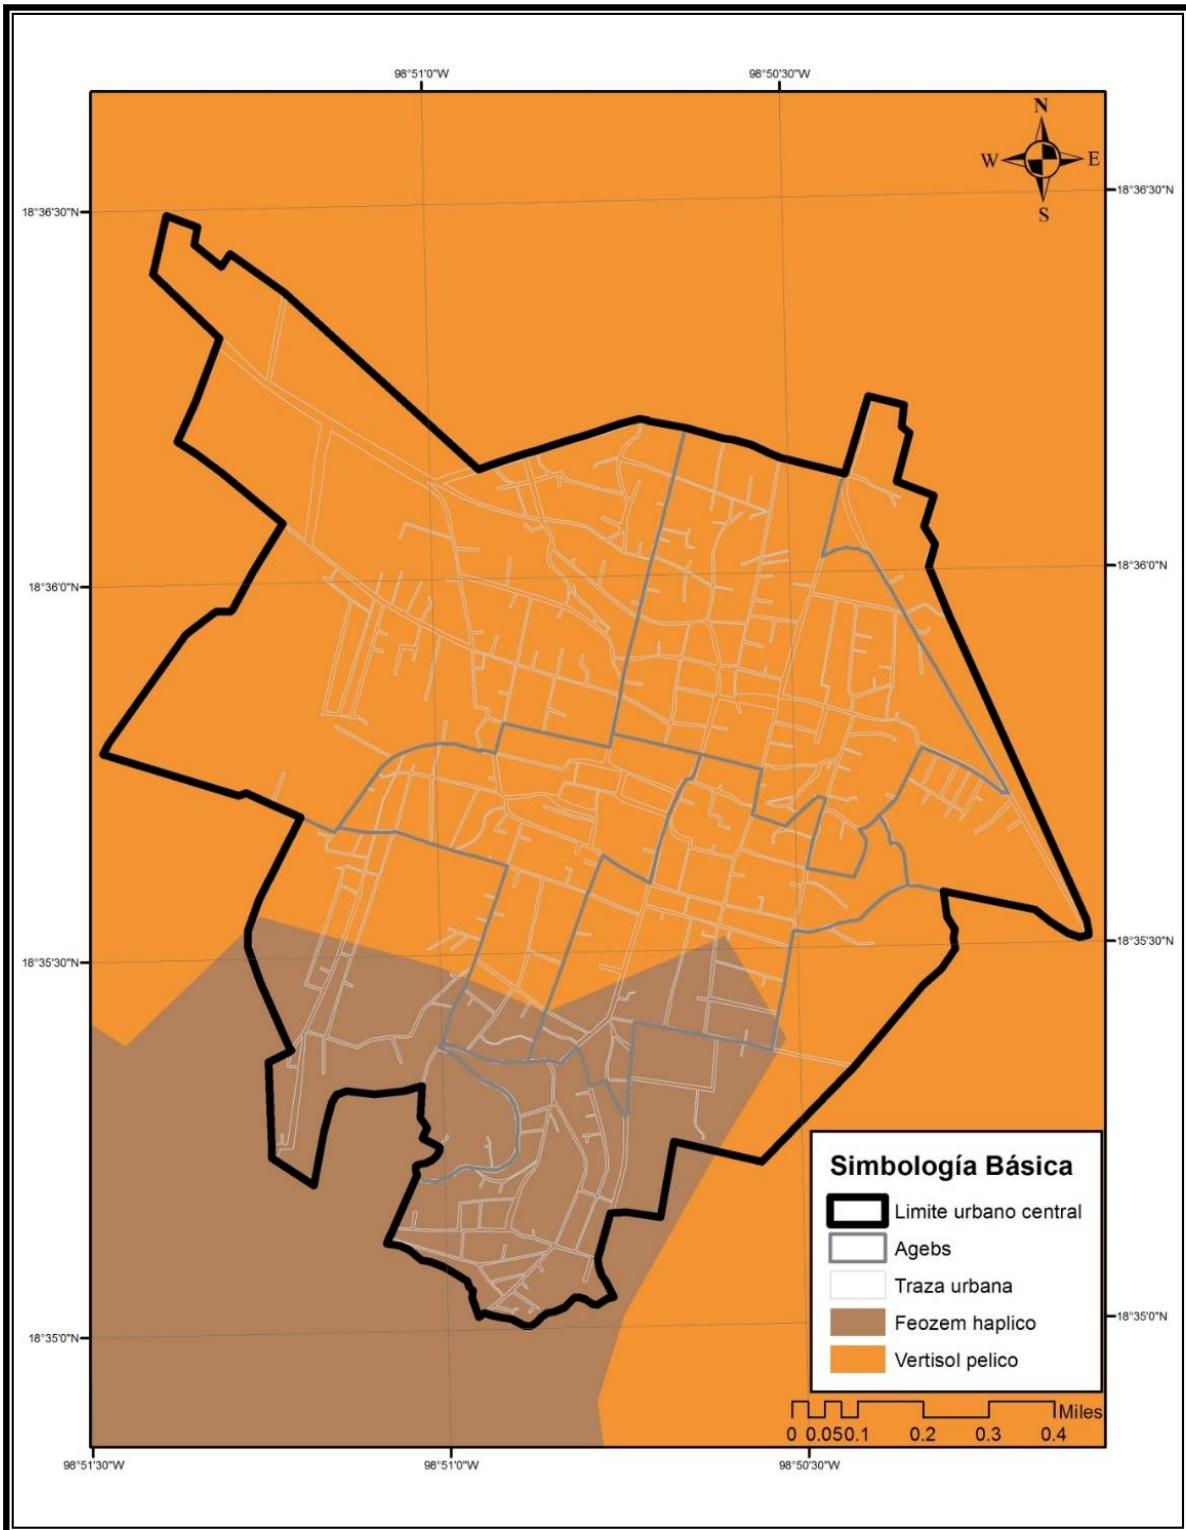 98°51'0"W
98°50'30"W
N
W
E
S
18°36'30"N
18°36'30"N
18°36'0"N
18°36'0"N
18°35'30"N
18°35'30"N
Simbología Básica
Limite urbano central
Agebs
Traza urbana
Feozem haplico
Vertisol pelico
18°35'0"N
18°35'0"N
Miles
0 0.05 0.1 0.2 0.3 0.4
98°51'30"W
98°51'0"W
98°50'30"W